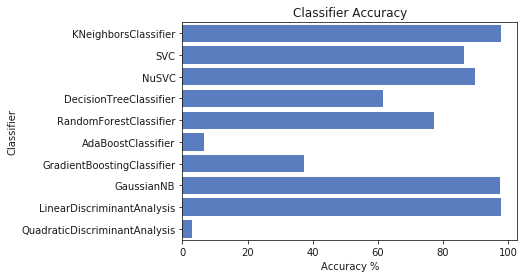 Classifier Accuracy
Classifier
KNeighborsClassifier
SVC
NuSVC
DecisionTreeClassifier
RandomForestClassifier
AdaBoostClassifier
GradientBoostingClassifier
GaussianNB
LinearDiscriminantAnalysis
QuadraticDiscriminantAnalysis
0 20 40 60 80 100
Accuracy %